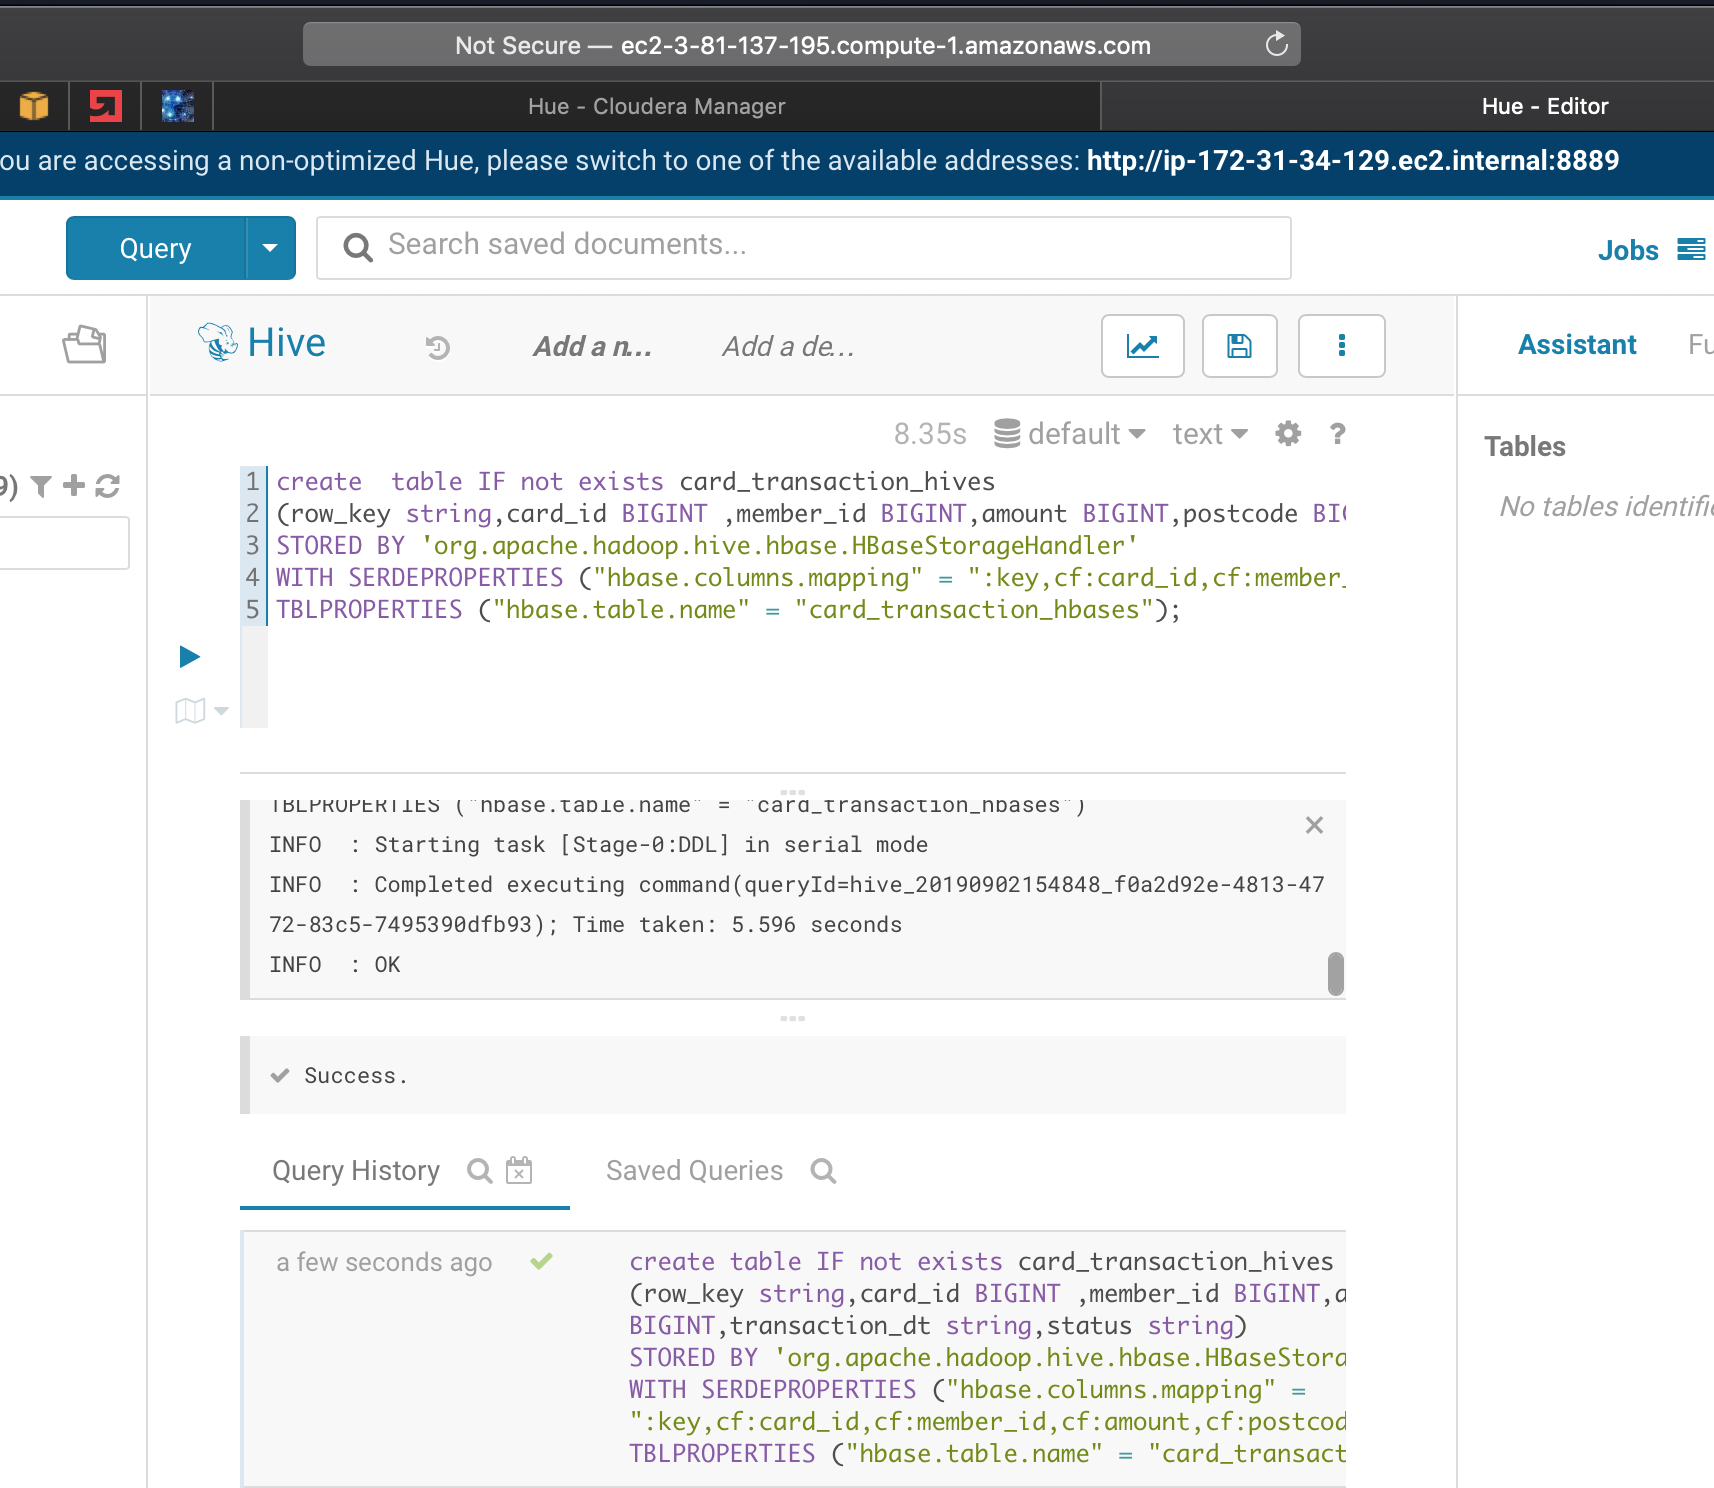 Not Secure — ec2-3-81-137-195.compute-1.amazonaws.com
Hue - Cloudera Manager
Hue - Editor
ou are accessing a non-optimized Hue, please switch to one of the available addresses: http://ip-172-31-34-129.ec2.internal:8889
Query
Search saved documents...
Jobs
Hive
Add a n...
Add a de...
Assistant
Fu
8.35s
default
text
?
Tables
9)
No tables identifie
1 create  table IF not exists card_transaction_hives
2 (row_key string,card_id BIGINT ,member_id BIGINT,amount BIGINT,postcode BIG
3 STORED BY 'org.apache.hadoop.hive.hbase.HBaseStorageHandler'
4 WITH SERDEPROPERTIES ("hbase.columns.mapping" = ":key,cf:card_id,cf:member_
5 TBLPROPERTIES ("hbase.table.name" = "card_transaction_hbases");
TBLPROPERTIES ("hbase.table.name" = "card_transaction_hbases")
INFO  : Starting task [Stage-0:DDL] in serial mode
INFO  : Completed executing command(queryId=hive_20190902154848_f0a2d92e-4813-47
72-83c5-7495390dfb93); Time taken: 5.596 seconds
INFO  : OK
Success.
Query History
Saved Queries
a few seconds ago
create table IF not exists card_transaction_hives
(row_key string,card_id BIGINT ,member_id BIGINT,a
BIGINT,transaction_dt string,status string)
STORED BY 'org.apache.hadoop.hive.hbase.HBaseStora
WITH SERDEPROPERTIES ("hbase.columns.mapping" =
":key,cf:card_id,cf:member_id,cf:amount,cf:postcod
TBLPROPERTIES ("hbase.table.name" = "card_transact